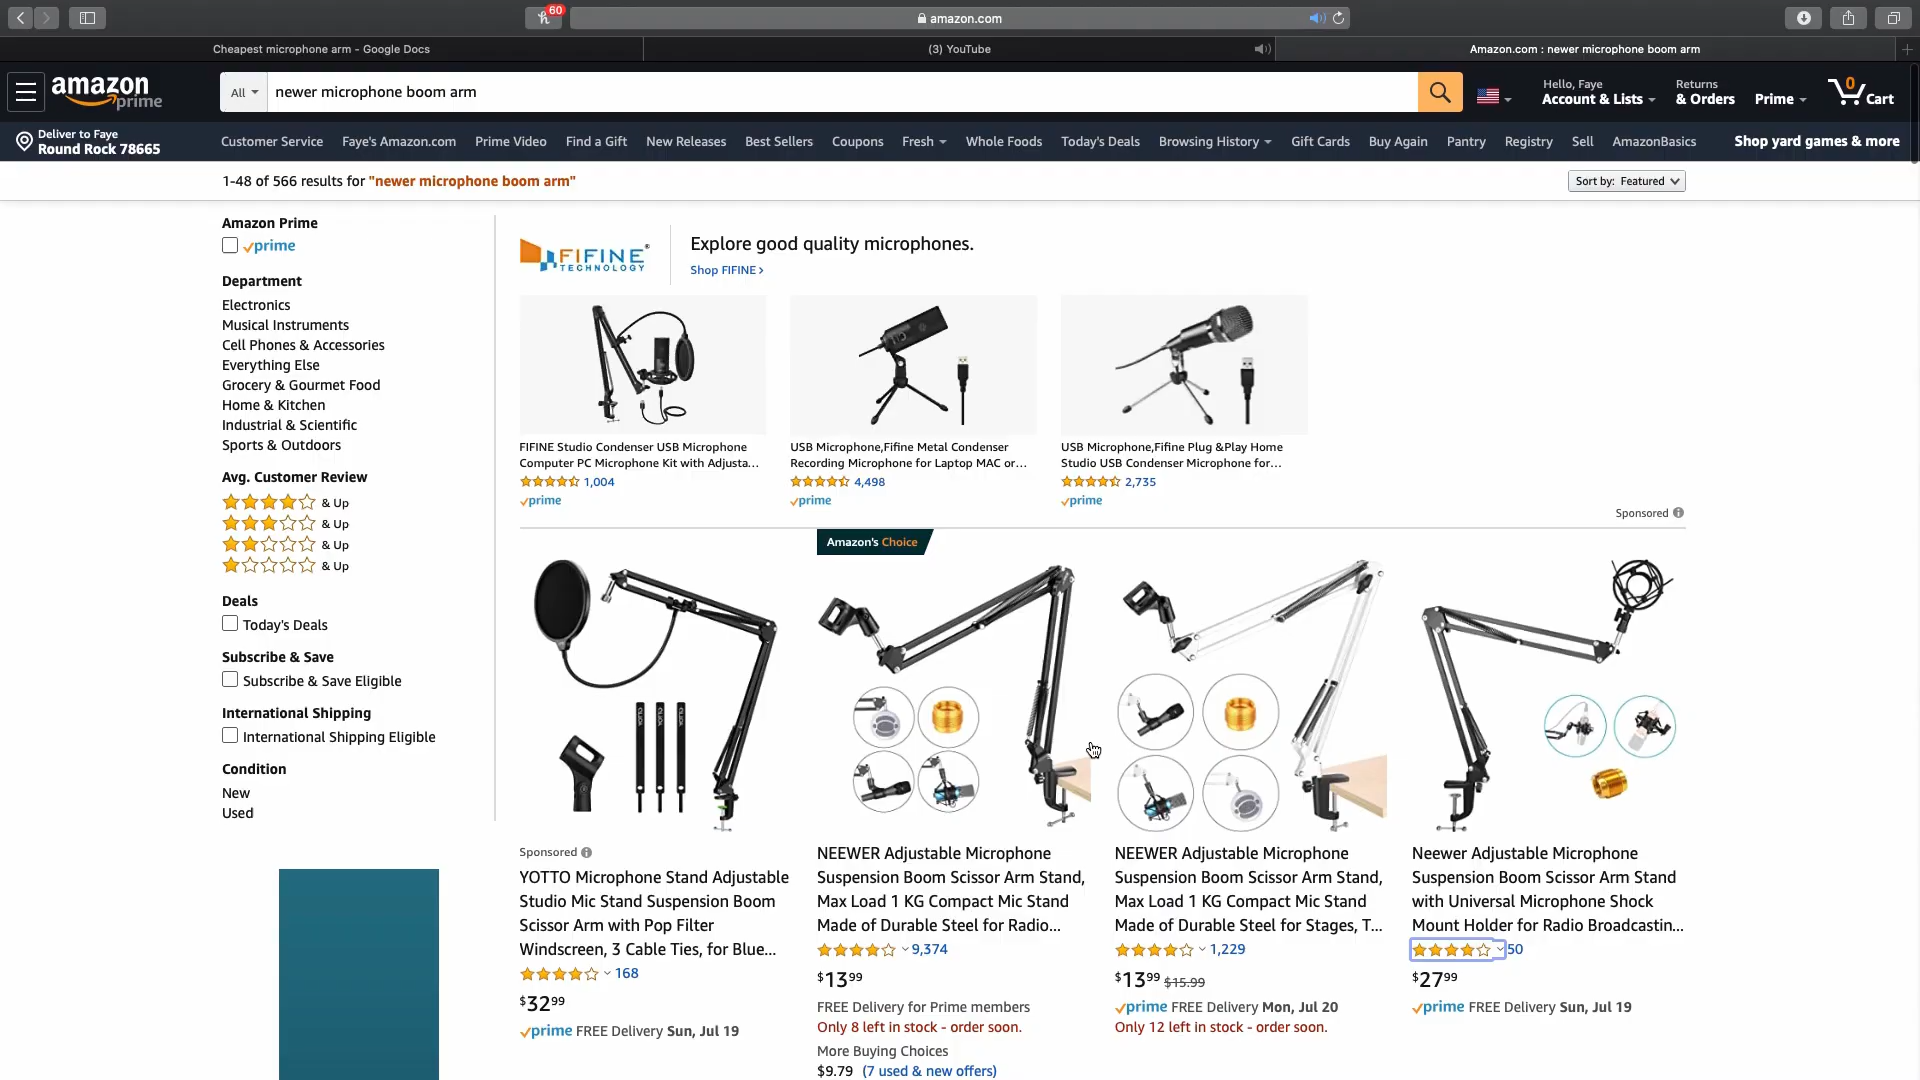 60
amazon.com
Cheapest microphone arm - Google Docs
(3) YouTube
Amazon.com : newer microphone boom arm
amazon prime
All
newer microphone boom arm
Hello, Faye
Account & Lists
Returns
& Orders
Prime
0
Cart
Deliver to Faye
Round Rock 78665
Customer Service
Faye's Amazon.com
Prime Video
Find a Gift
New Releases
Best Sellers
Coupons
Fresh
Whole Foods
Today's Deals
Browsing History
Gift Cards
Buy Again
Pantry
Registry
Sell
AmazonBasics
Shop yard games & more
1-48 of 566 results for "newer microphone boom arm"
Sort by: Featured
Amazon Prime
prime
Department
Electronics
Musical Instruments
Cell Phones & Accessories
Everything Else
Grocery & Gourmet Food
Home & Kitchen
Industrial & Scientific
Sports & Outdoors
Avg. Customer Review
& Up
& Up
& Up
& Up
Deals
Today's Deals
Subscribe & Save
Subscribe & Save Eligible
International Shipping
International Shipping Eligible
Condition
New
Used
FIFINE
TECHNOLOGY
Explore good quality microphones.
Shop FIFINE ›
FIFINE Studio Condenser USB Microphone
Computer PC Microphone Kit with Adjusta…
1,004
prime
USB Microphone,Fifine Metal Condenser
Recording Microphone for Laptop MAC or…
4,498
prime
USB Microphone,Fifine Plug &Play Home
Studio USB Condenser Microphone for…
2,735
prime
Sponsored
Sponsored
YOTTO Microphone Stand Adjustable
Studio Mic Stand Suspension Boom
Scissor Arm with Pop Filter
Windscreen, 3 Cable Ties, for Blue…
168
$32 99
prime FREE Delivery Sun, Jul 19
Amazon's Choice
NEEWER Adjustable Microphone
Suspension Boom Scissor Arm Stand,
Max Load 1 KG Compact Mic Stand
Made of Durable Steel for Radio…
9,374
$13 99
FREE Delivery for Prime members
Only 8 left in stock - order soon.
More Buying Choices
$9.79 (7 used & new offers)
NEEWER Adjustable Microphone
Suspension Boom Scissor Arm Stand,
Max Load 1 KG Compact Mic Stand
Made of Durable Steel for Stages, T…
1,229
$13 99 $15.99
prime FREE Delivery Mon, Jul 20
Only 12 left in stock - order soon.
Neewer Adjustable Microphone
Suspension Boom Scissor Arm Stand
with Universal Microphone Shock
Mount Holder for Radio Broadcastin…
50
$27 99
prime FREE Delivery Sun, Jul 19